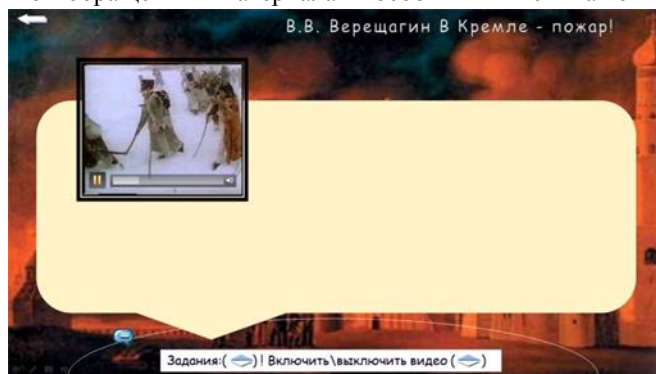 В.В. Верещагин В Кремле - пожар!
Задания:( )! Включить\выключить видео ( )